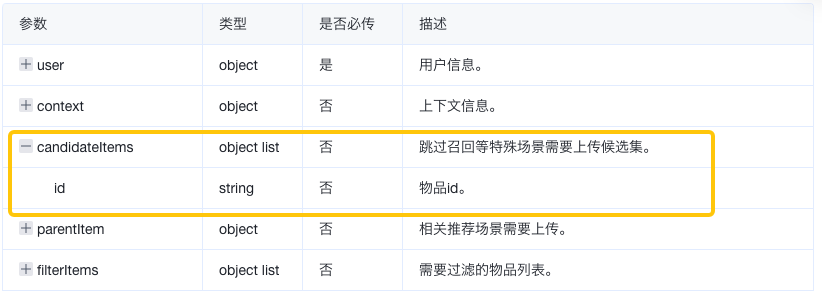 参数 类型 是否必传 描述
user object 是 用户信息。
context object 否 上下文信息。
candidateItems object list 否 跳过召回等特殊场景需要上传候选集。
id string 否 物品id。
parentItem object 否 相关推荐场景需要上传。
filterItems object list 否 需要过滤的物品列表。